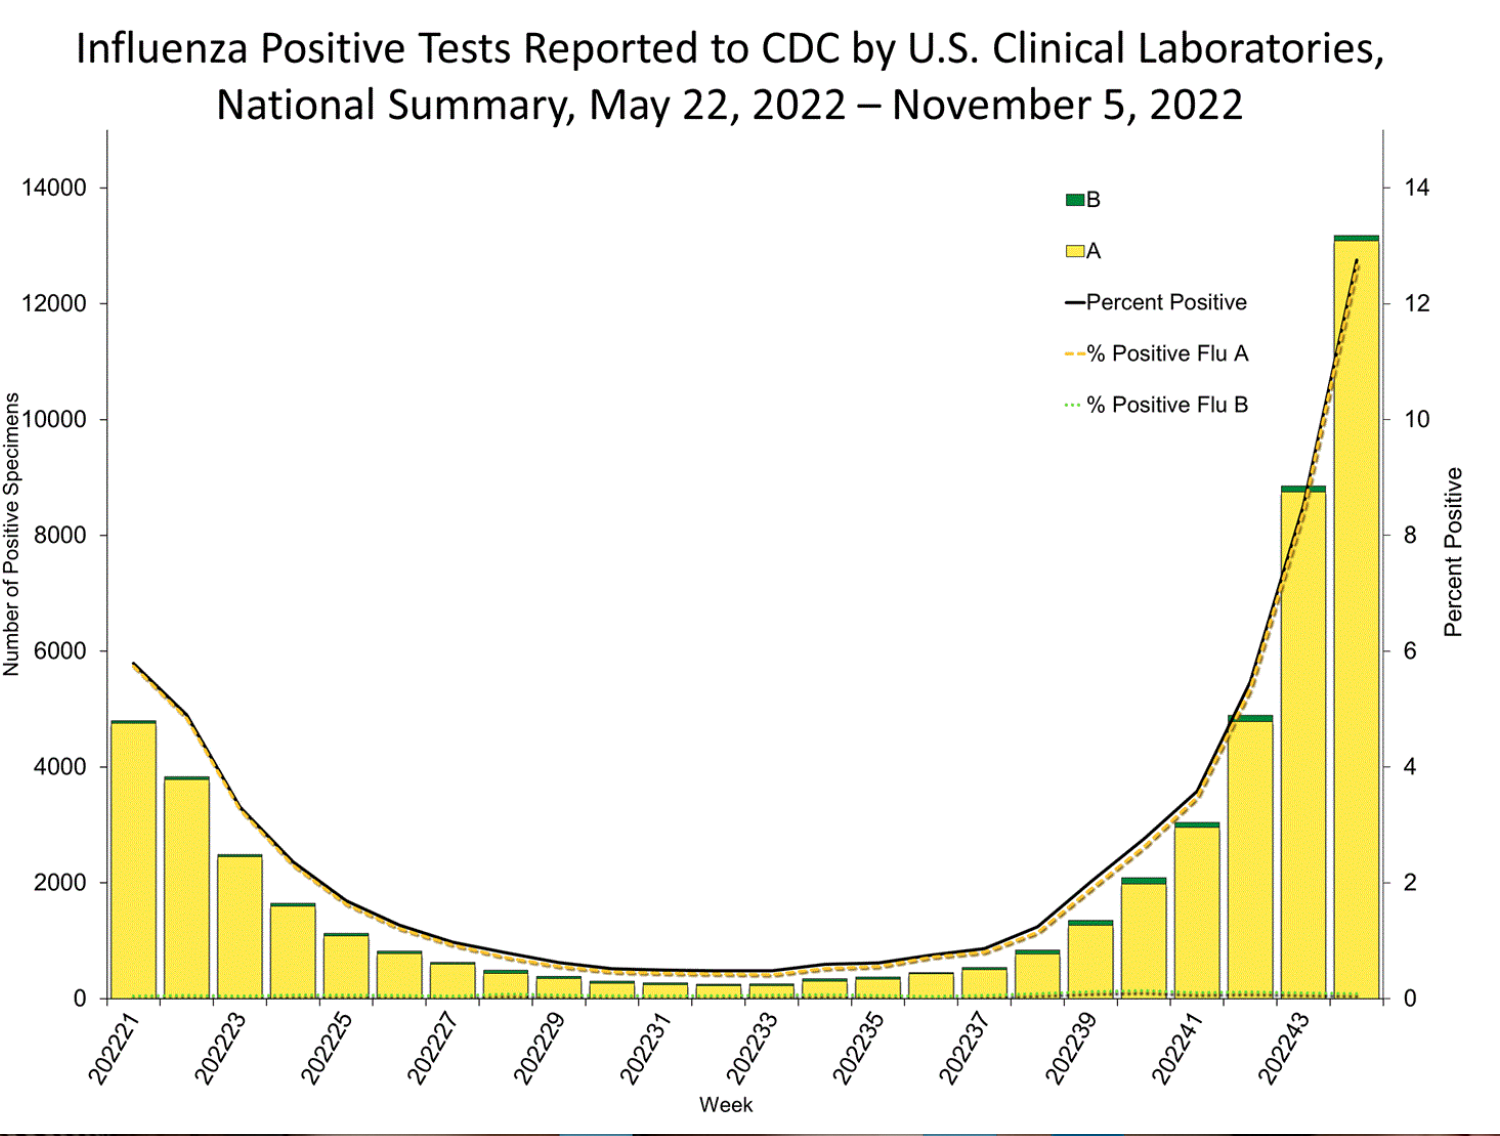 Influenza Positive Tests Reported to CDC by U.S. Clinical Laboratories,
National Summary, May 22, 2022 – November 5, 2022
Number of Positive Specimens
14000
12000
10000
8000
6000
4000
2000
0
B
A
Percent Positive
% Positive Flu A
% Positive Flu B
14
12
10
8
6
4
2
0
Percent Positive
202221
202223
202225
202227
202229
202231
202233
202235
202237
202239
202241
202243
Week